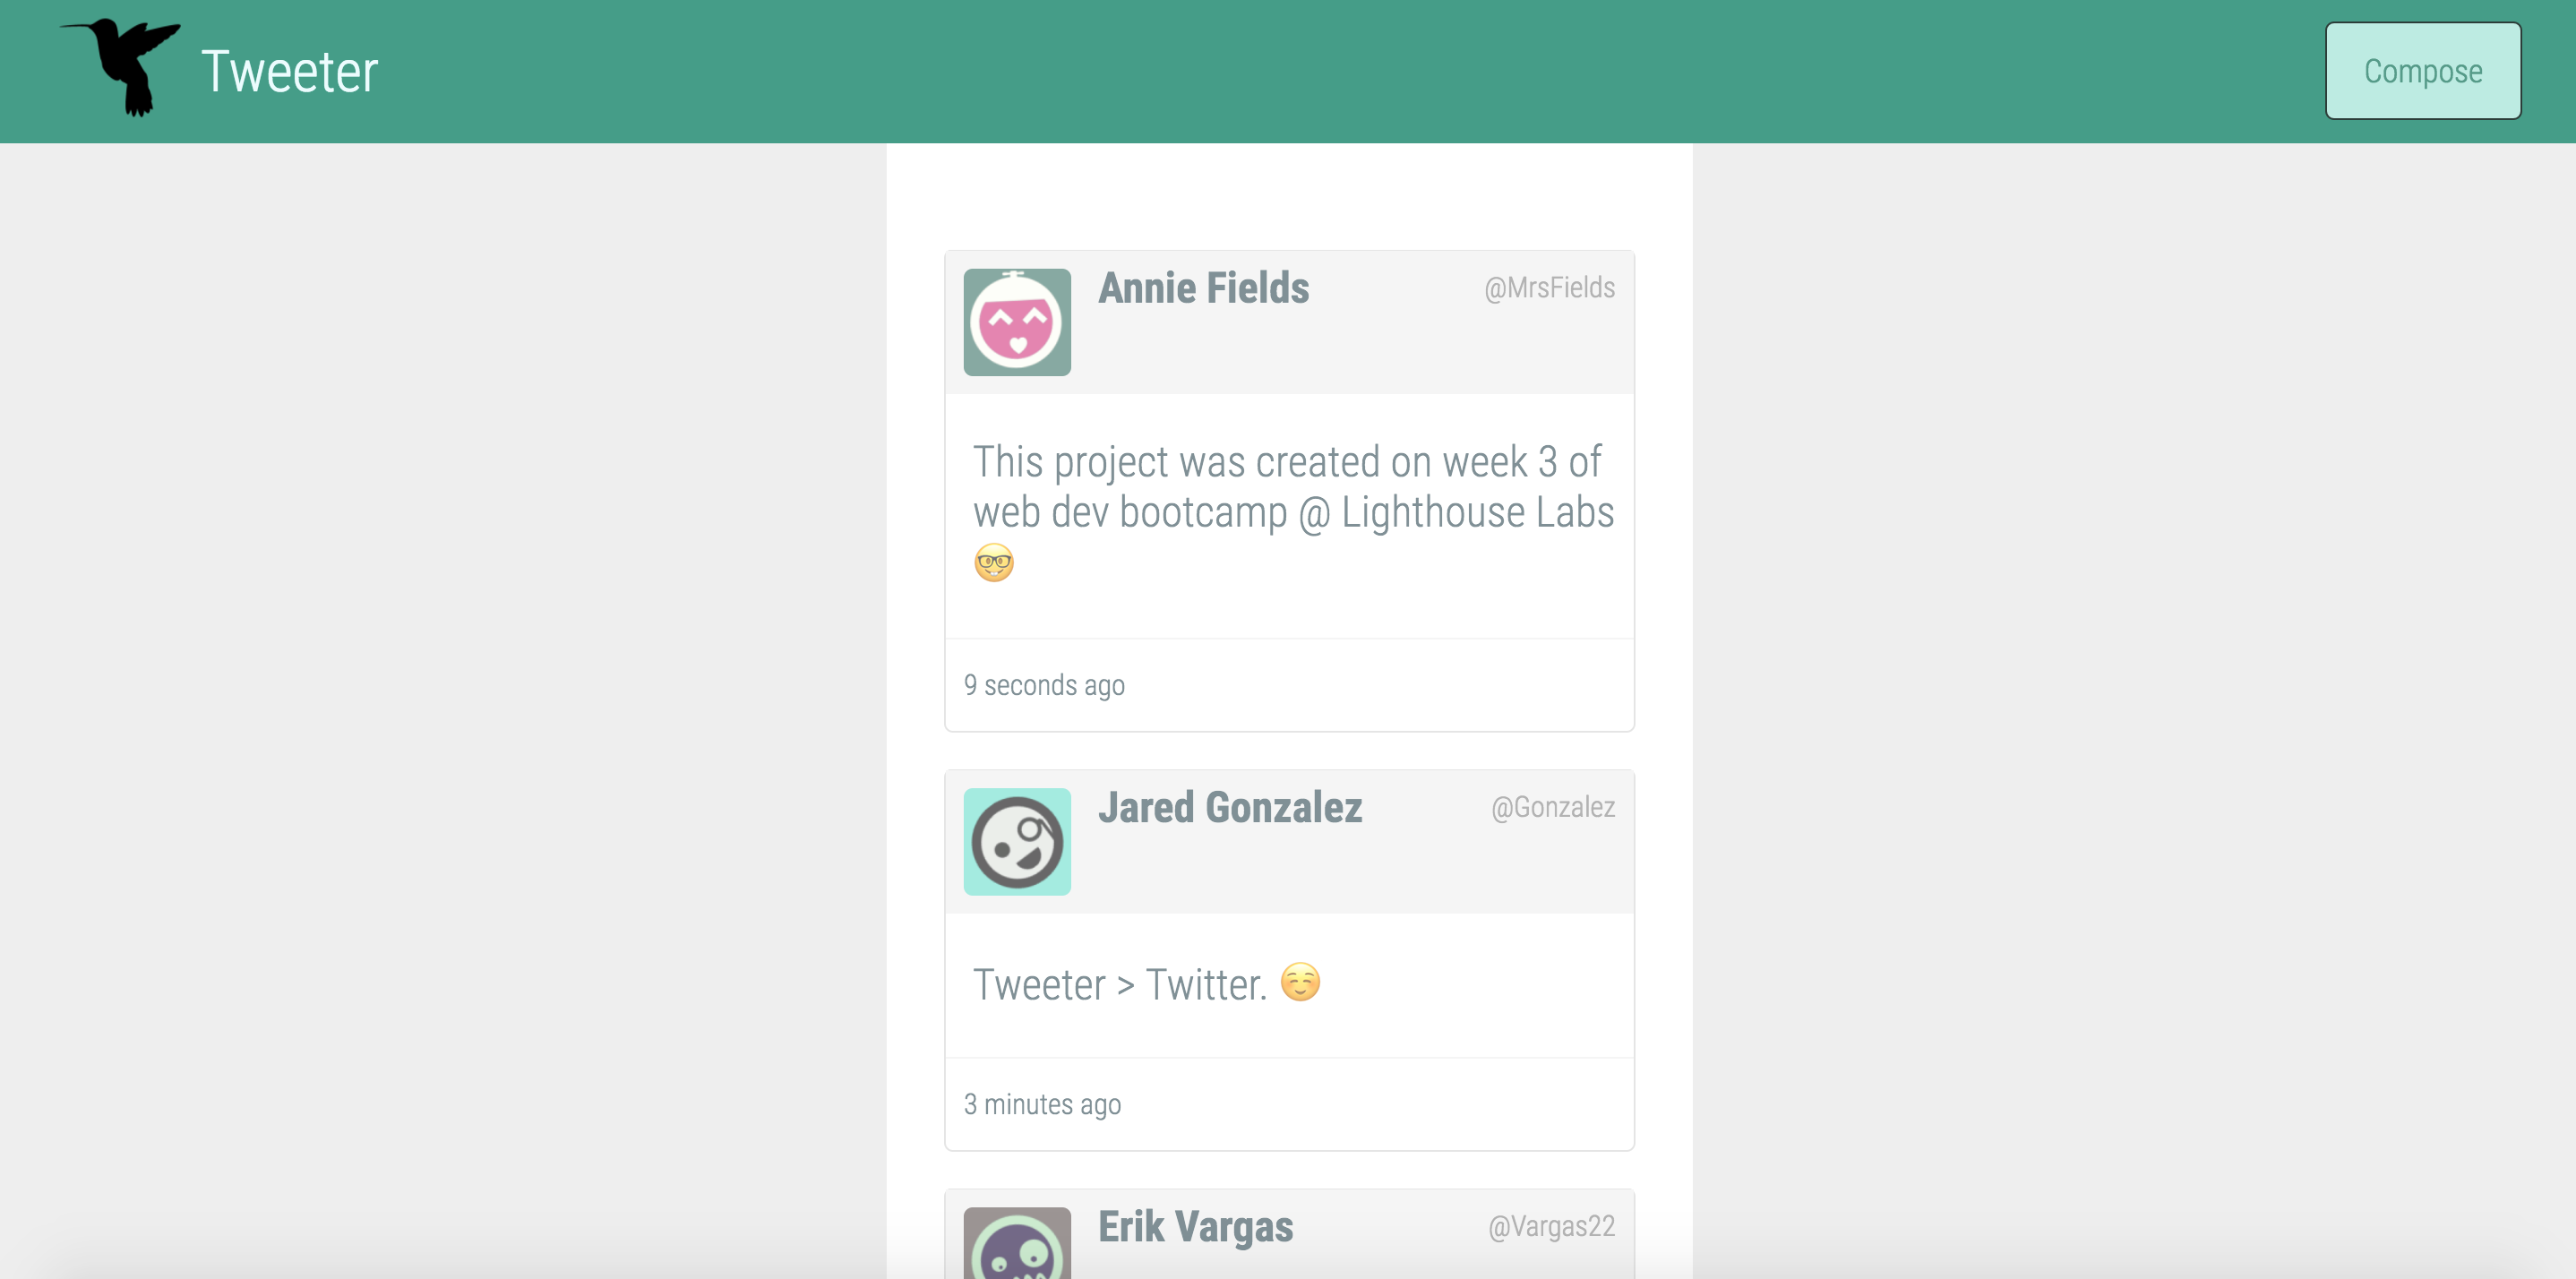 Tweeter
Compose
Annie Fields
@MrsFields
This project was created on week 3 of
web dev bootcamp @ Lighthouse Labs
🤓
9 seconds ago
Jared Gonzalez
@Gonzalez
Tweeter > Twitter. ☺️
3 minutes ago
Erik Vargas
@Vargas22